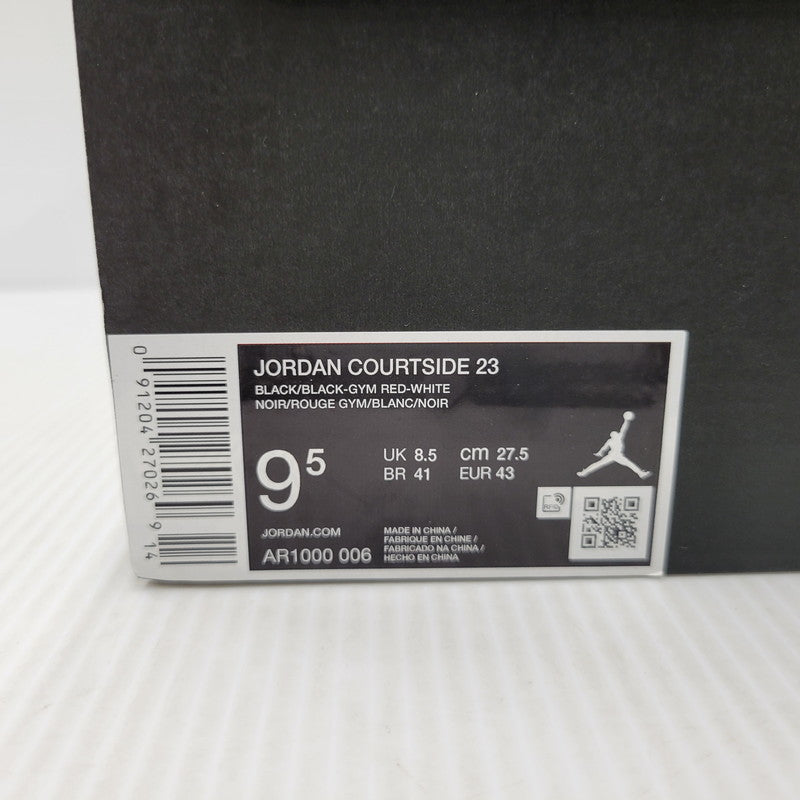 JORDAN COURTSIDE 23
BLACK/BLACK-GYM RED-WHITE
NOIR/ROUGE GYM/BLANC/NOIR
9 5
UK 8.5 cm 27.5
BR 41 EUR 43
JORDAN.COM
AR1000 006
MADE IN CHINA /
FABRIQUE EN CHINE /
FABRICADO NA CHINA /
HECHO EN CHINA
0 91204 27026 9 14